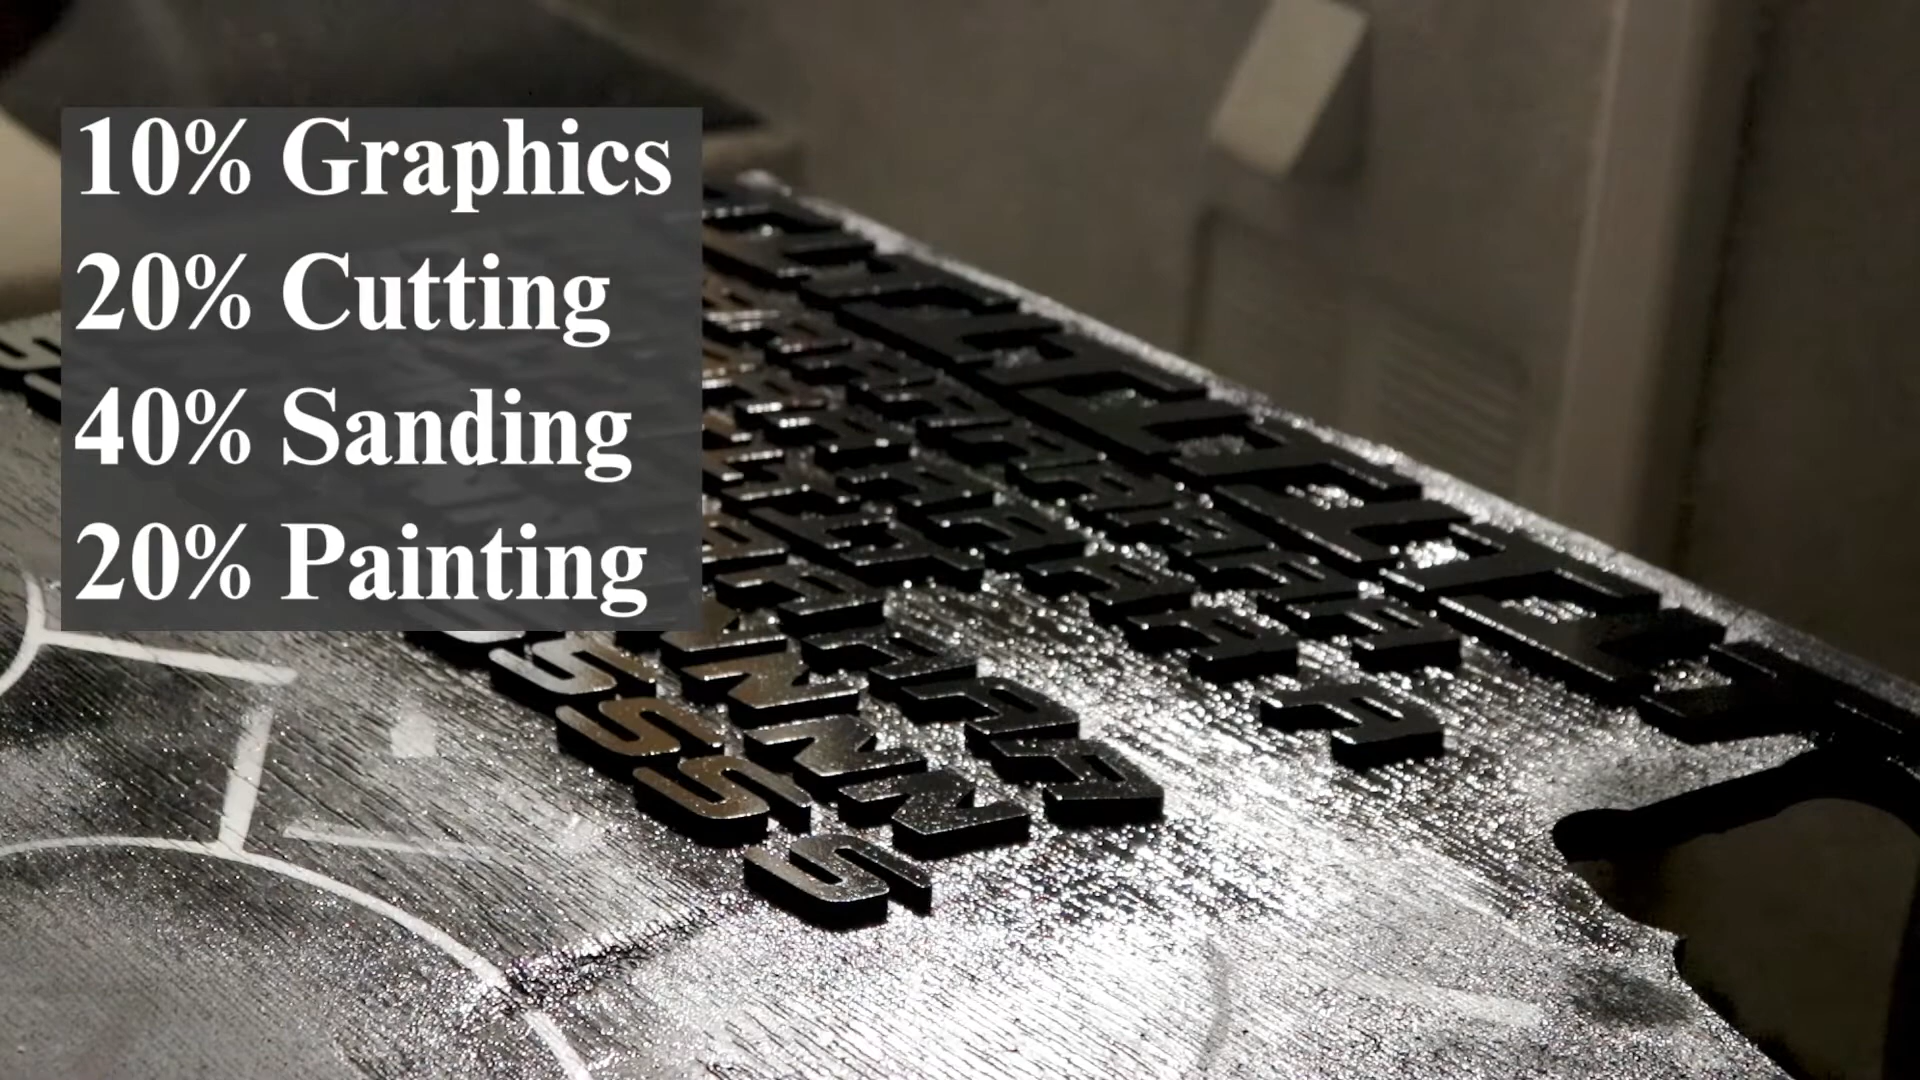 10% Graphics
20% Cutting
40% Sanding
20% Painting